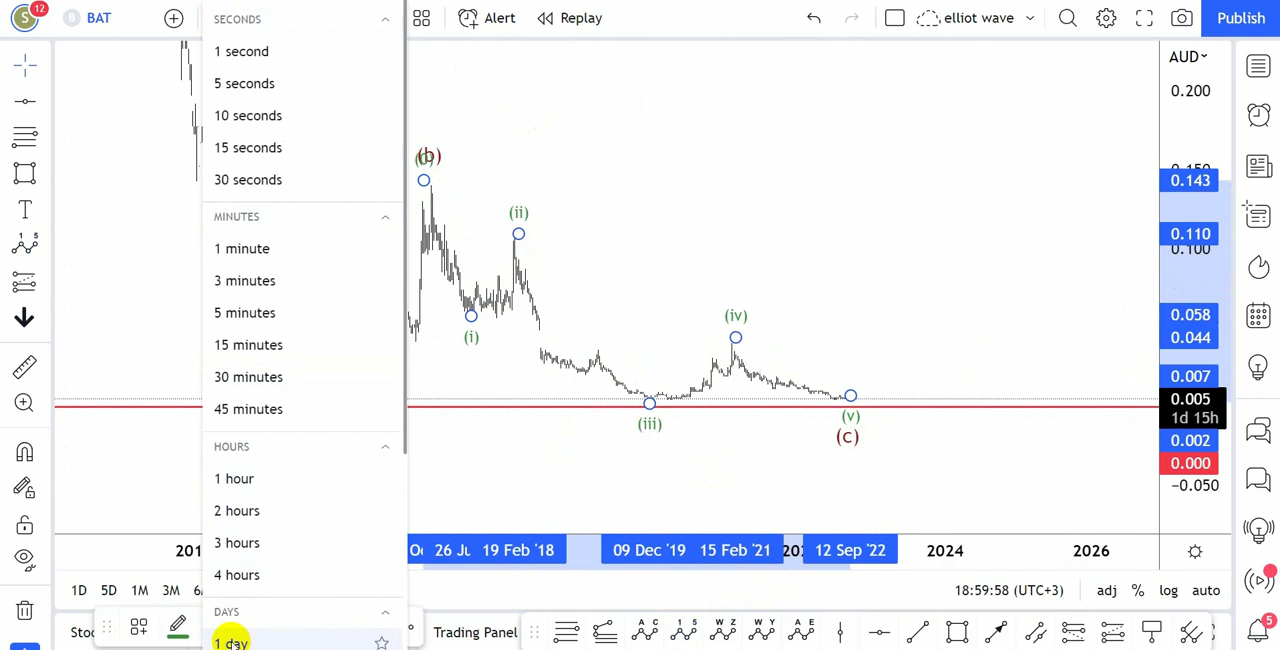 S 12 B BAT
Alert Replay elliot wave Publish
SECONDS
1 second
5 seconds
10 seconds
15 seconds
30 seconds
MINUTES
1 minute
3 minutes
5 minutes
15 minutes
30 minutes
45 minutes
HOURS
1 hour
2 hours
3 hours
4 hours
DAYS
1 day
(b)
(ii)
(i)
(iv)
(iii)
(v)
(c)
AUD
0.200
0.143
0.110
0.100
0.058
0.044
0.007
0.005
1d 15h
0.002
0.000
−0.050
26 Ju 19 Feb '18 09 Dec '19 15 Feb '21 12 Sep '22 2024 2026
1D 5D 1M 3M 18:59:58 (UTC+3) adj % log auto
Trading Panel A C 1 5 W Z W Y A E
1 5
5